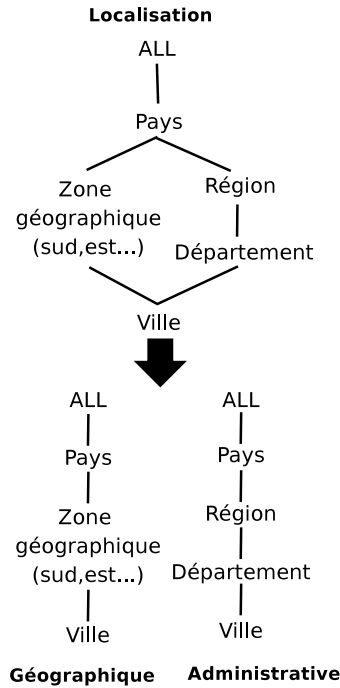 Localisation
ALL
Pays
Zone
géographique
(sud,est...)
Région
Département
Ville
ALL
Pays
Zone
géographique
(sud,est...)
Ville
Géographique
ALL
Pays
Région
Département
Ville
Administrative